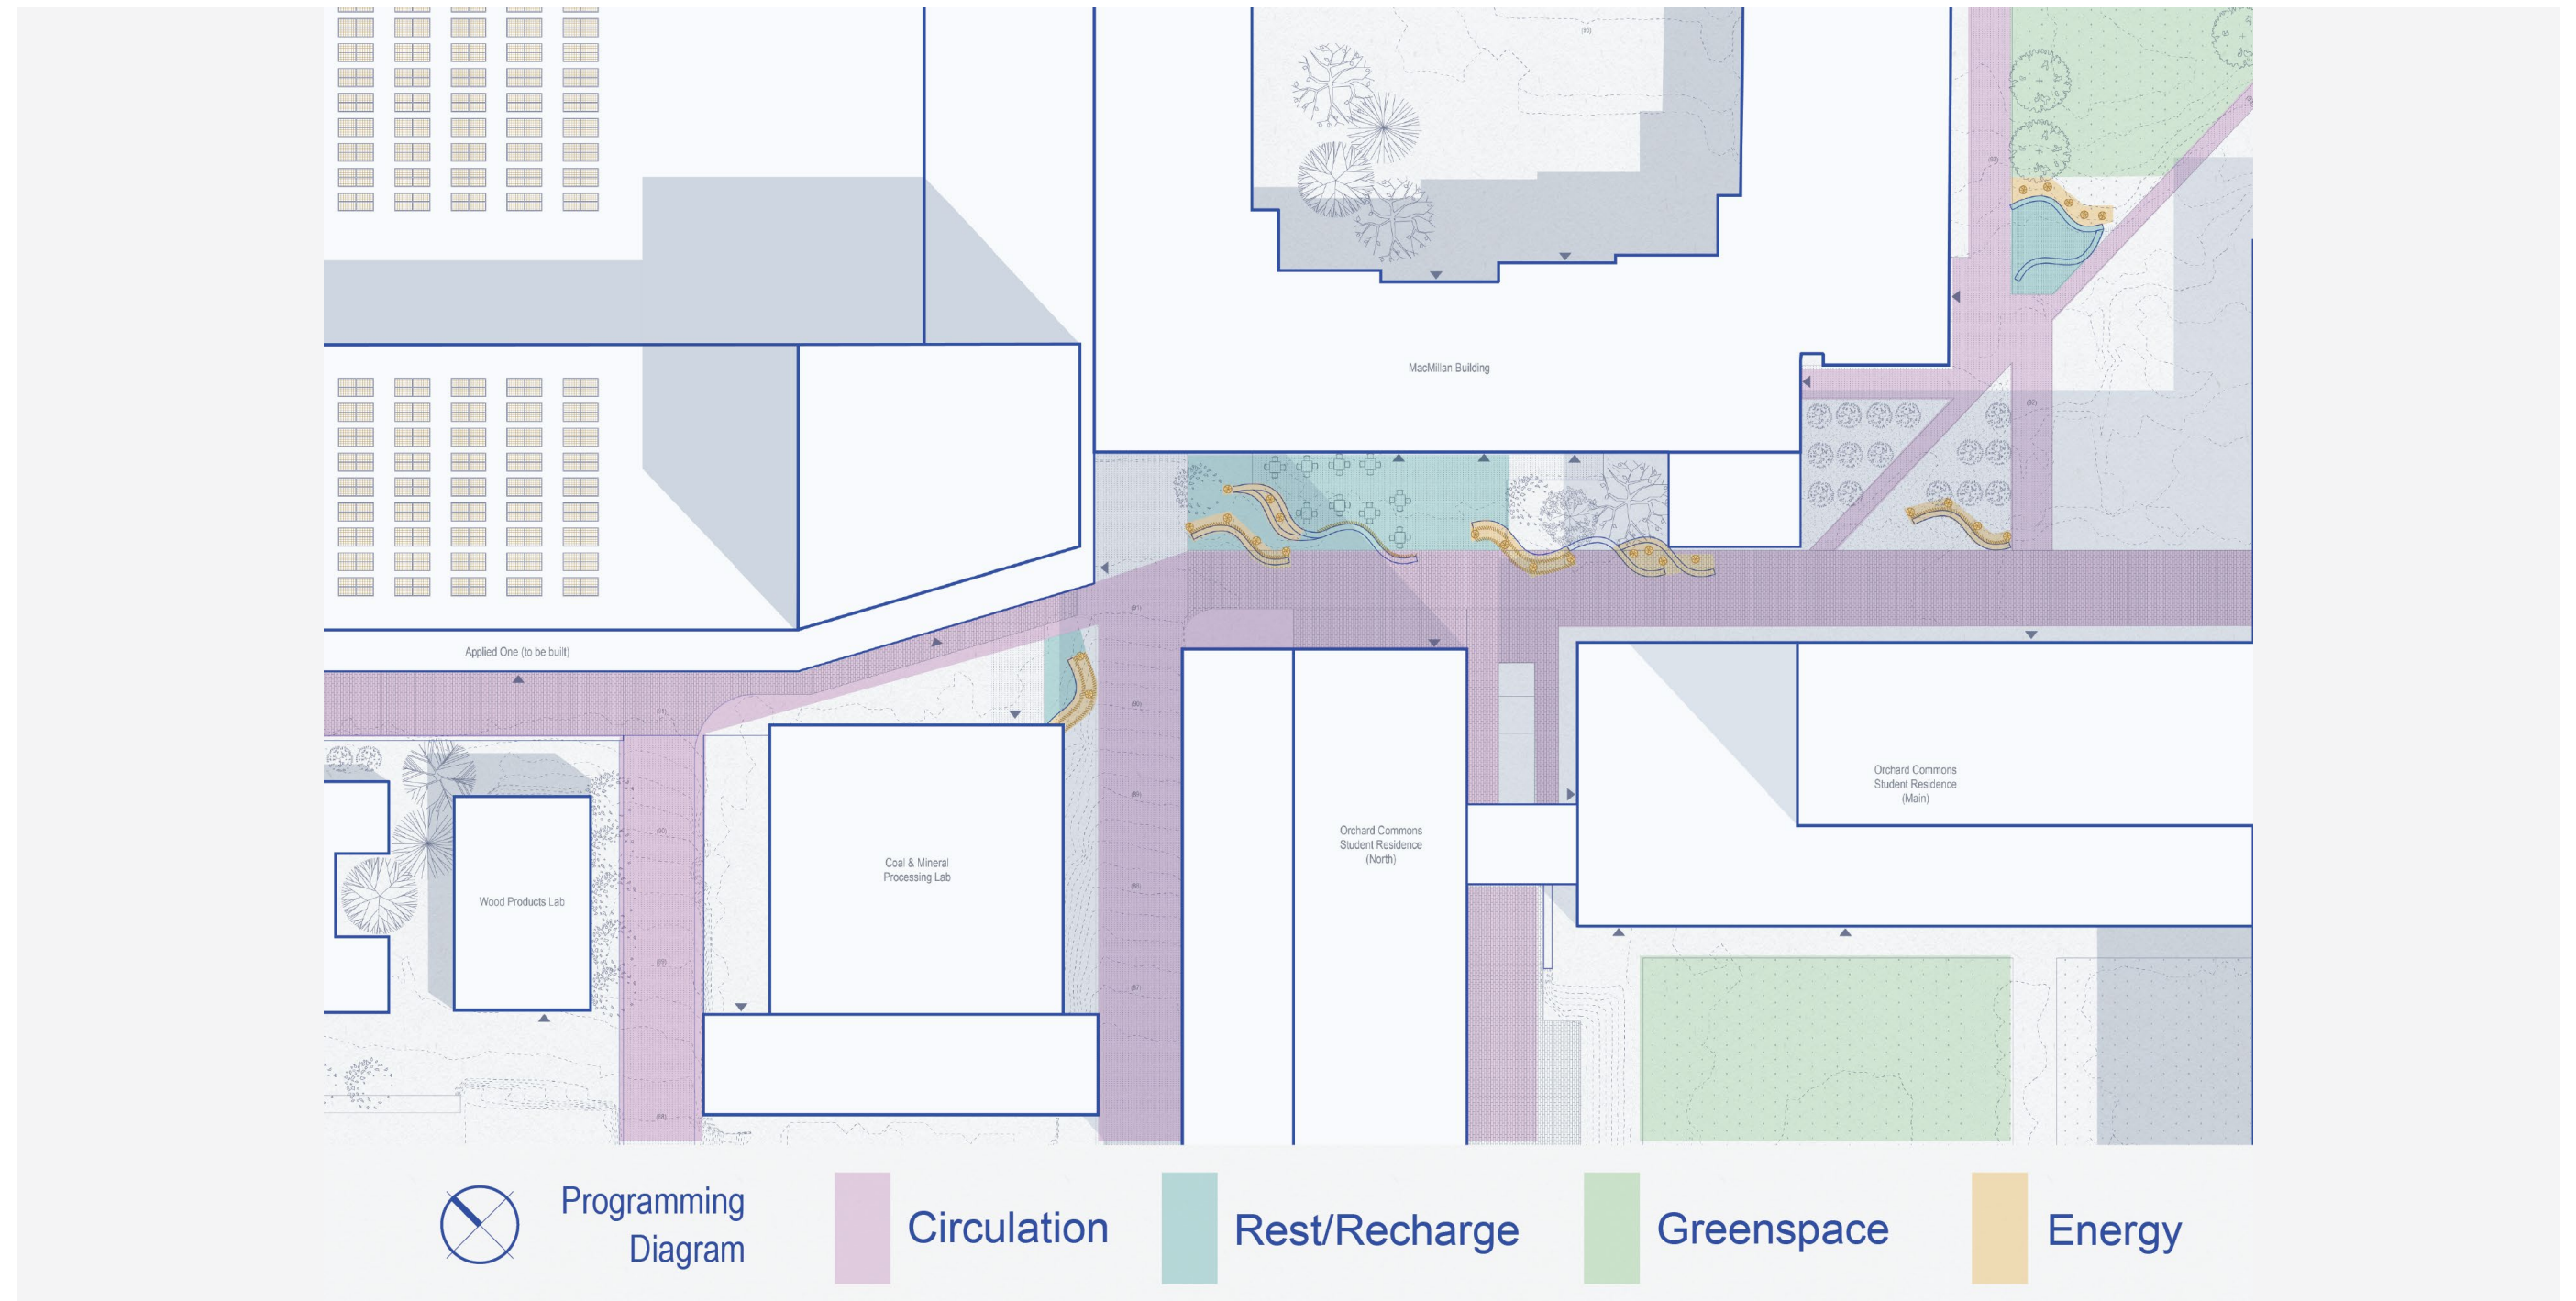 MacMillan Building
Applied One (to be built)
Orchard Commons
Student Residence
(Main)
Orchard Commons
Student Residence
(North)
Coal & Mineral
Processing Lab
Wood Products Lab
Programming
Diagram
Circulation
Rest/Recharge
Greenspace
Energy